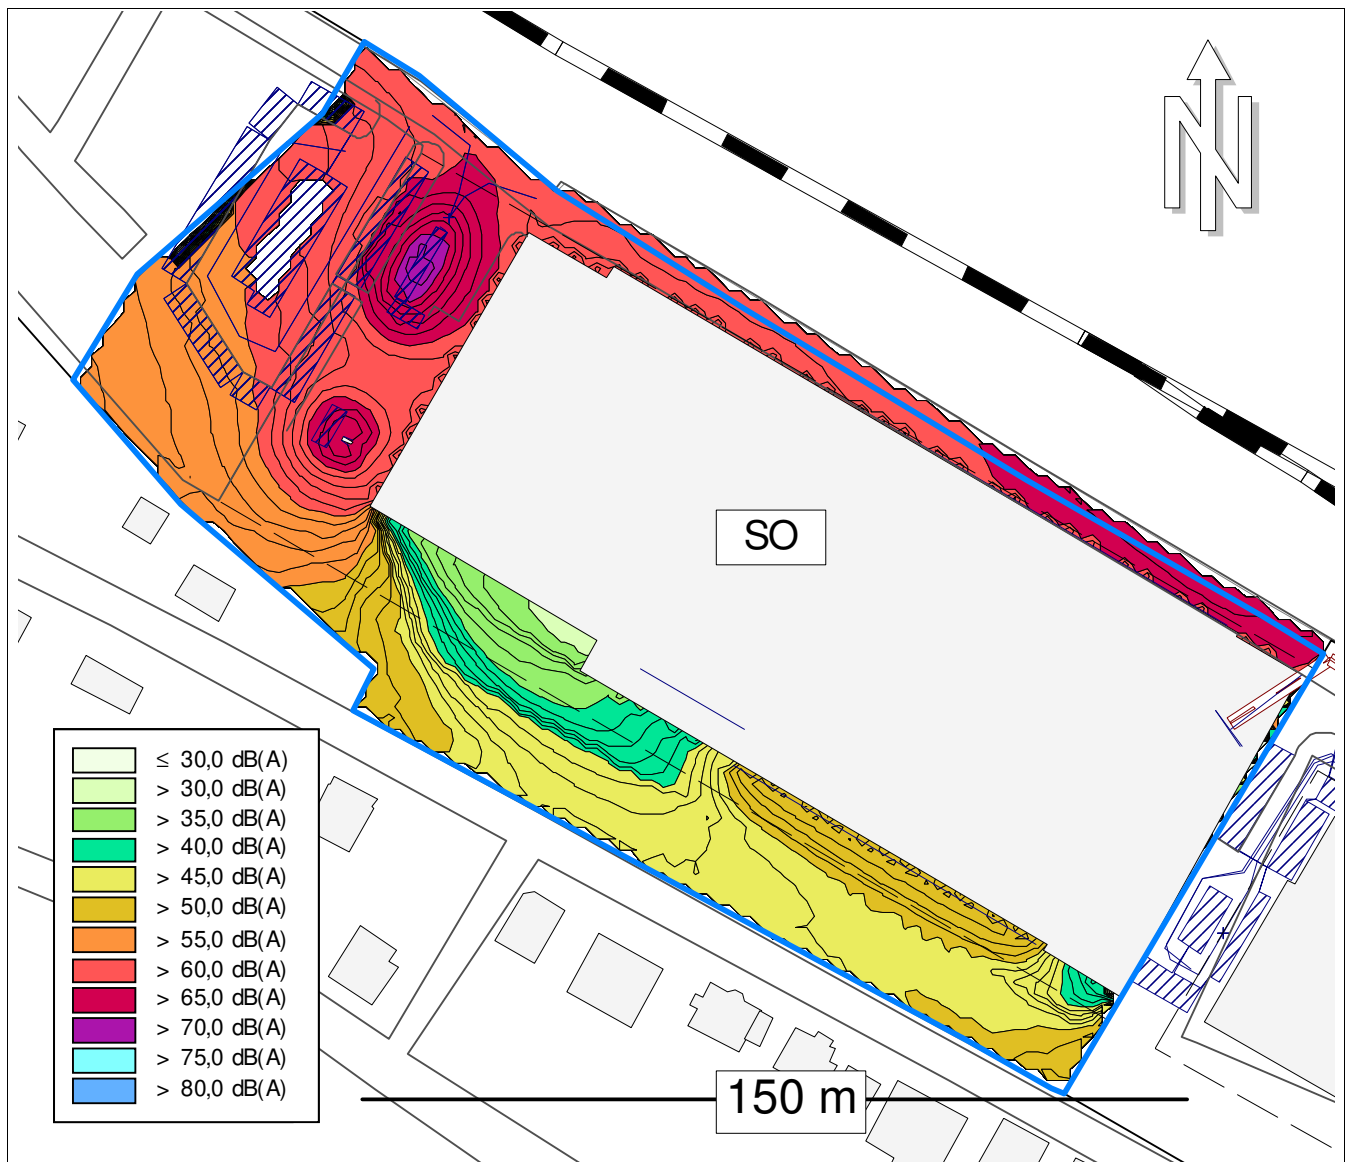 N
SO
≤ 30,0 dB(A)
> 30,0 dB(A)
> 35,0 dB(A)
> 40,0 dB(A)
> 45,0 dB(A)
> 50,0 dB(A)
> 55,0 dB(A)
> 60,0 dB(A)
> 65,0 dB(A)
> 70,0 dB(A)
> 75,0 dB(A)
> 80,0 dB(A)
150 m